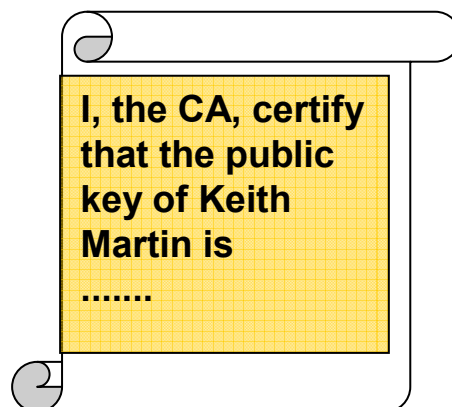 I, the CA, certify
that the public
key of Keith
Martin is
.......